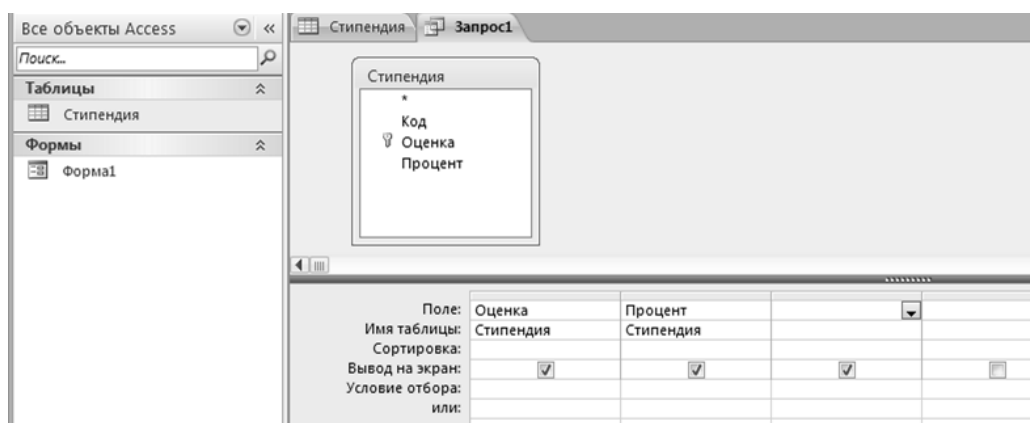 Все объекты Access
Поиск...
Таблицы
Стипендия
Формы
Форма1
Стипендия Запрос1
Стипендия
*
Код
Оценка
Процент
Поле: Оценка Процент
Имя таблицы: Стипендия Стипендия
Сортировка:
Вывод на экран:
Условие отбора:
или: